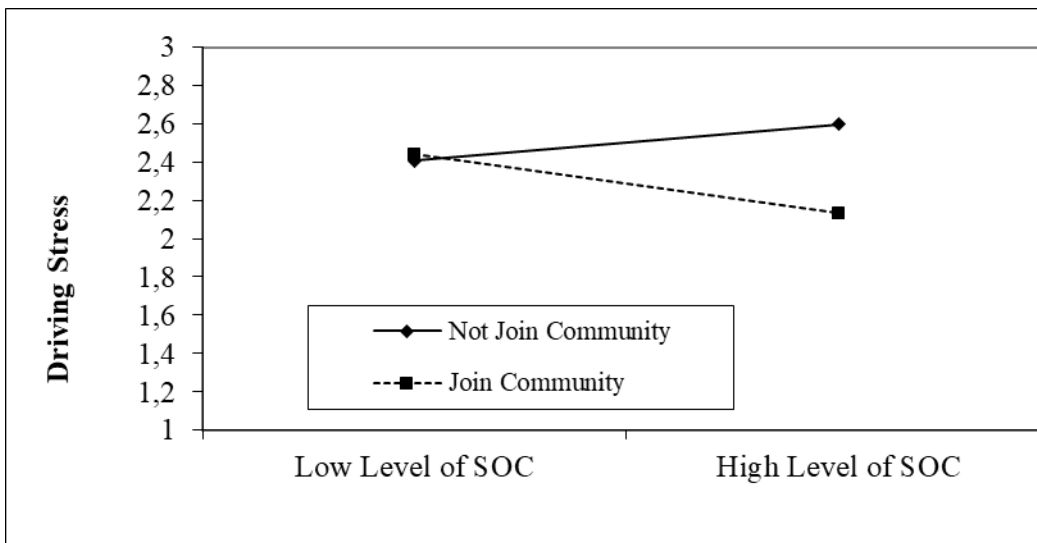 Driving Stress
3
2,8
2,6
2,4
2,2
2
1,8
1,6
1,4
1,2
1
Not Join Community
Join Community
Low Level of SOC
High Level of SOC